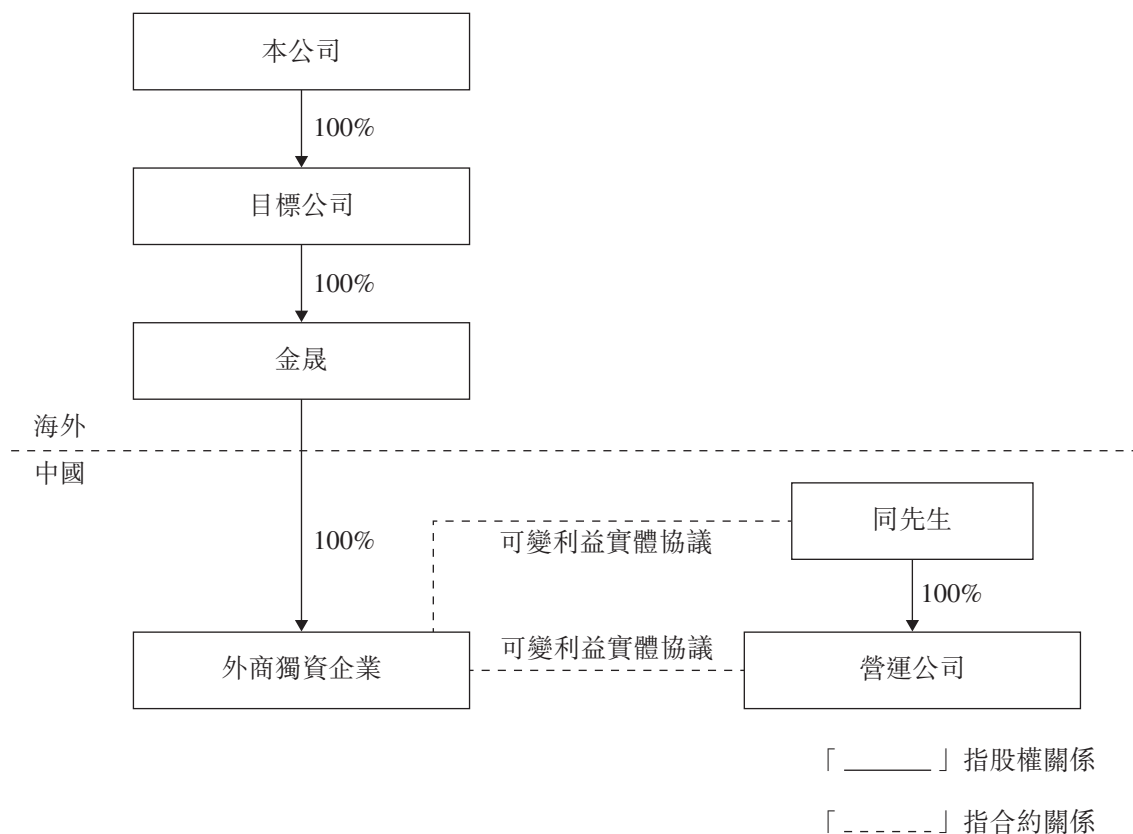 本公司
100%
目標公司
100%
金晟
海外
中國
100%
同先生
可變利益實體協議
100%
外商獨資企業
可變利益實體協議
營運公司
「______」指股權關係
「------」指合約關係